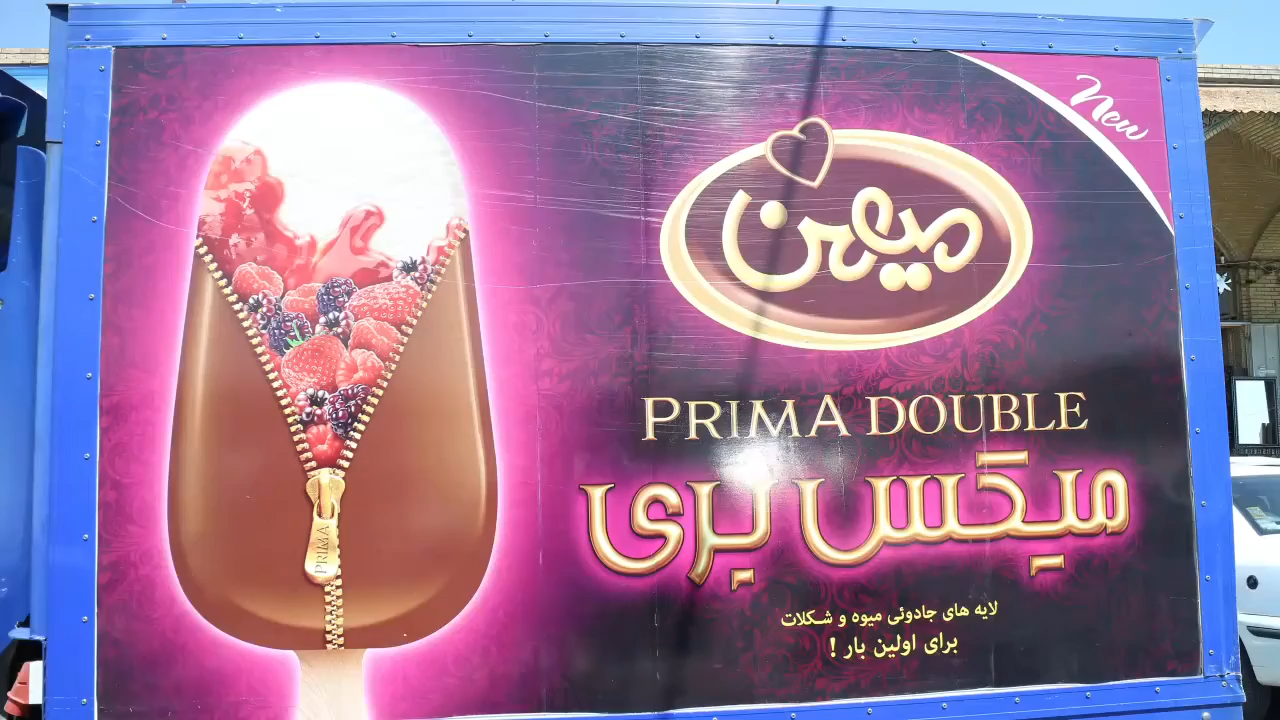 New
میهن
PRIMA DOUBLE
میکس بری
لایه های جادوئی میوه و شکلات
برای اولین بار !
PRIMA